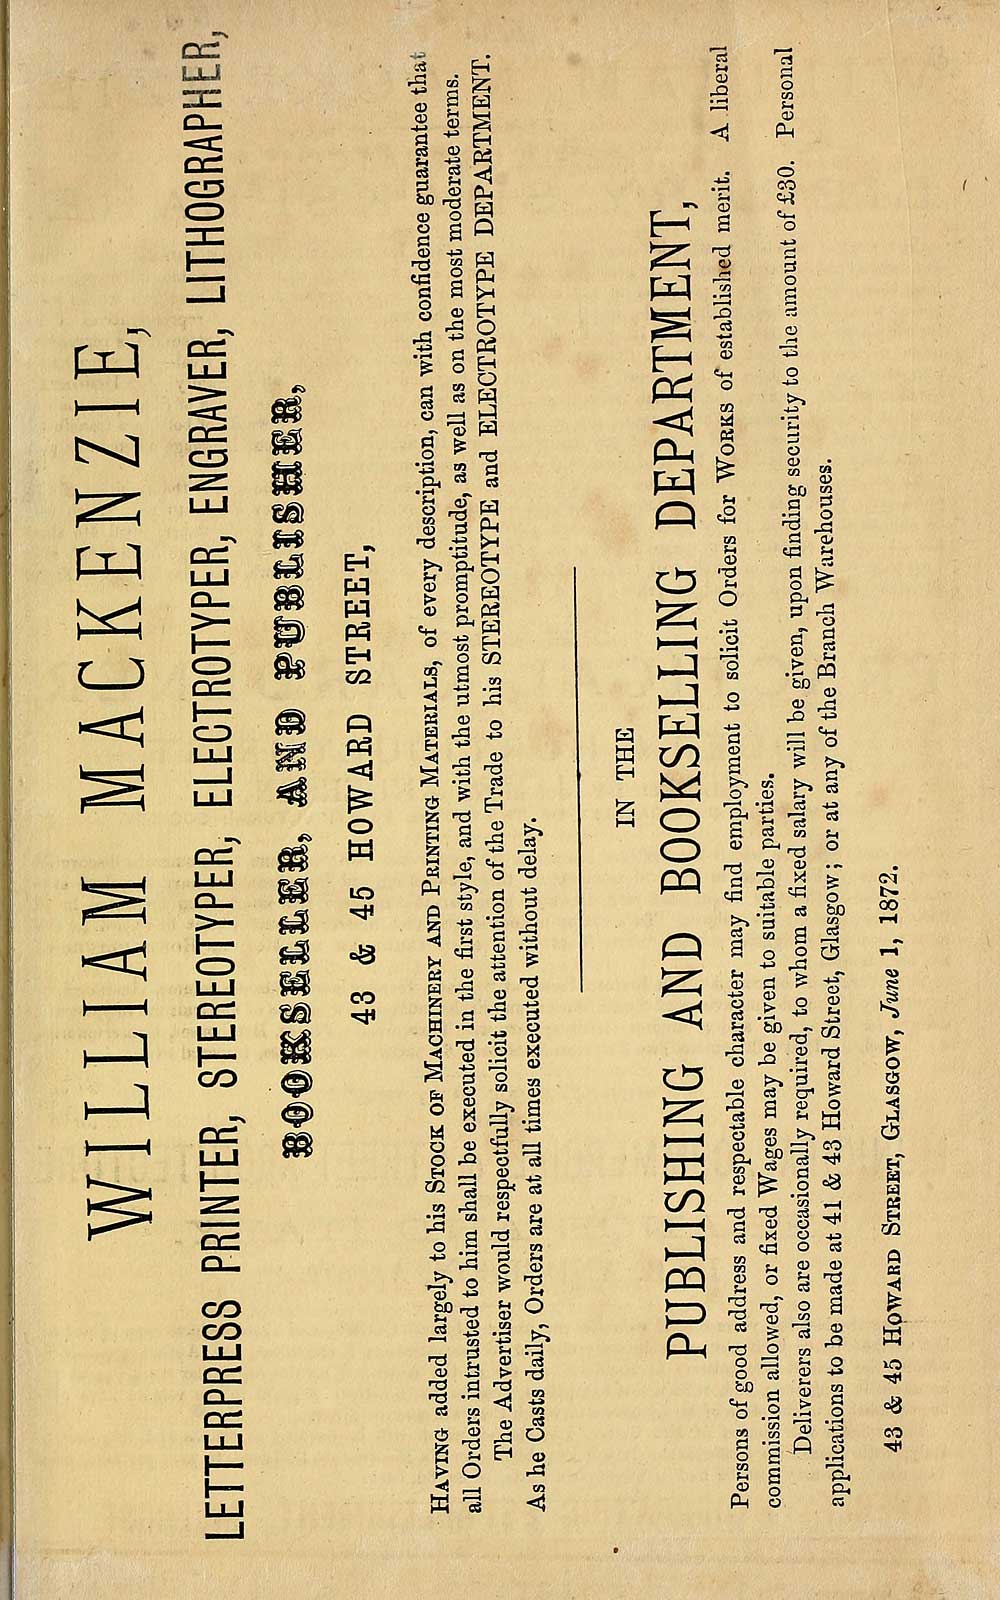 WILLIAM MACKENZIE,
LETTERPRESS PRINTER, STEREOTYPER, ELECTROTYPER, ENGRAVER, LITHOGRAPHER,
BOOKSELLER, AND PUBLISHER,
43 & 45 HOWARD STREET,
HAVING added largely to his STOCK OF MACHINERY AND PRINTING MATERIALS, of every description, can with confidence guarantee that
all Orders intrusted to him shall be executed in the first style, and with the utmost promptitude, as well as on the most moderate terms.
The Advertiser would respectfully solicit the attention of the Trade to his STEREOTYPE and ELECTROTYPE DEPARTMENT.
As he Casts daily, Orders are at all times executed without delay.
IN THE
PUBLISHING AND BOOKSELLING DEPARTMENT,
Persons of good address and respectable character may find employment to solicit Orders for WORKS of established merit. A liberal
commission allowed, or fixed Wages may be given to suitable parties.
Deliverers also are occasionally required, to whom a fixed salary will be given, upon finding security to the amount of £30. Personal
applications to be made at 41 & 43 Howard Street, Glasgow; or at any of the Branch Warehouses.
43 & 45 HOWARD STREET, GLASGOW, June 1, 1872.